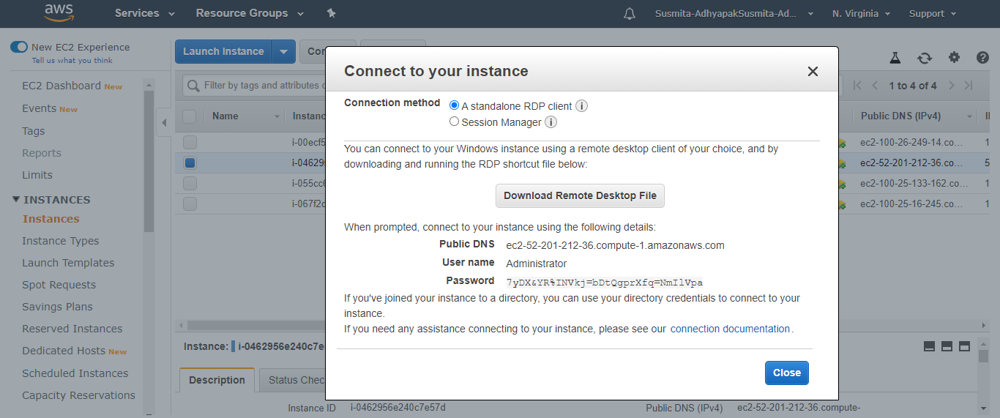 aws Services Resource Groups Susmita-AdhyapakSusmita-Ad... N. Virginia Support
New EC2 Experience
Tell us what you think
EC2 Dashboard New
Events New
Tags
Reports
Limits
INSTANCES
Instances
Instance Types
Launch Templates
Spot Requests
Savings Plans
Reserved Instances
Dedicated Hosts New
Scheduled Instances
Capacity Reservations
Launch Instance Con
Filter by tags and attributes o
1 to 4 of 4
Name Instanc Public DNS (IPv4)
i-00ecf5 ec2-100-26-249-14.co... 1
i-046295 ec2-52-201-212-36.co... 5
i-055cc6 ec2-100-25-133-162.co... 1
i-067f2c ec2-100-25-16-245.com... 1
Connect to your instance
Connection method
A standalone RDP client
Session Manager
You can connect to your Windows instance using a remote desktop client of your choice, and by
downloading and running the RDP shortcut file below:
Download Remote Desktop File
When prompted, connect to your instance using the following details:
Public DNS ec2-52-201-212-36.compute-1.amazonaws.com
User name Administrator
Password 7yDX&YR%INVkj=bDtQgprXfq=NmIlVpa
If you've joined your instance to a directory, you can use your directory credentials to connect to your
instance.
If you need any assistance connecting to your instance, please see our connection documentation.
Close
Instance: i-0462956e240c7e
Description Status Chec
Instance ID i-0462956e240c7e57d Public DNS (IPv4) ec2-52-201-212-36.compute-